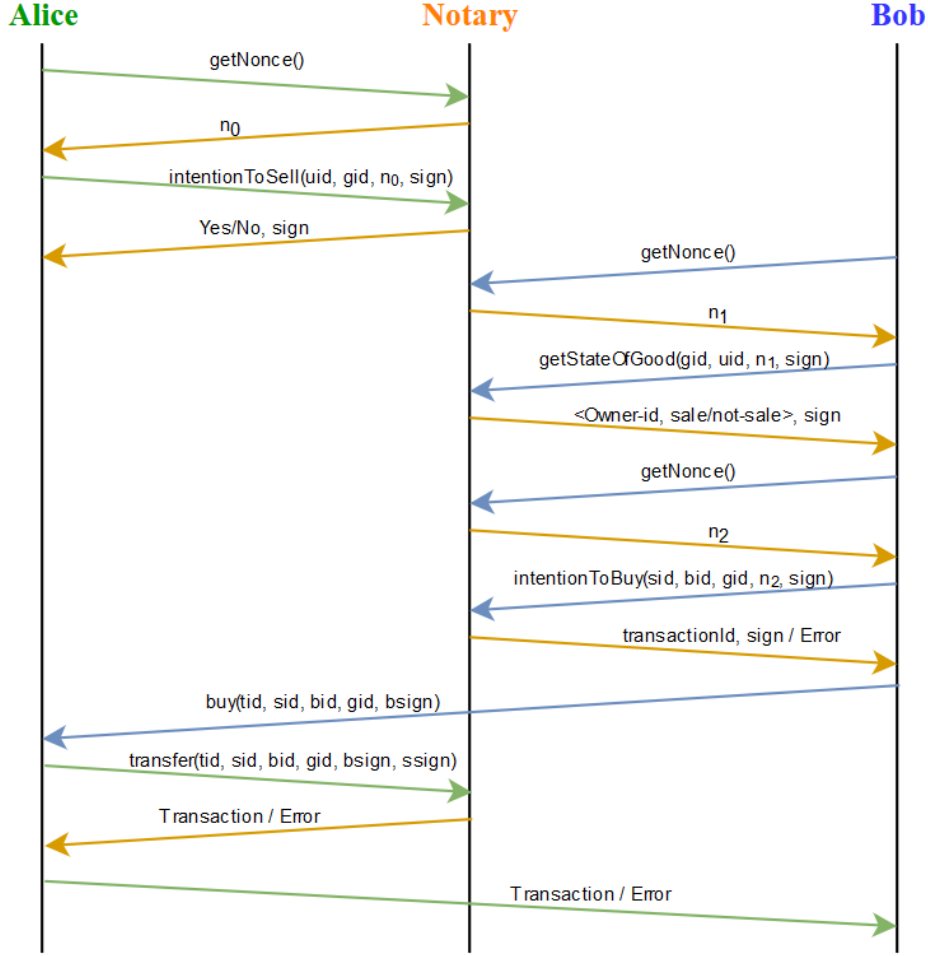 Alice Notary Bob
getNonce()
n0
intentionToSell(uid, gid, n0, sign)
Yes/No, sign
getNonce()
n1
getStateOfGood(gid, uid, n1, sign)
<Owner-id, sale/not-sale>, sign
getNonce()
n2
intentionToBuy(sid, bid, gid, n2, sign)
transactionId, sign / Error
buy(tid, sid, bid, gid, bsign)
transfer(tid, sid, bid, gid, bsign, ssign)
Transaction / Error
Transaction / Error